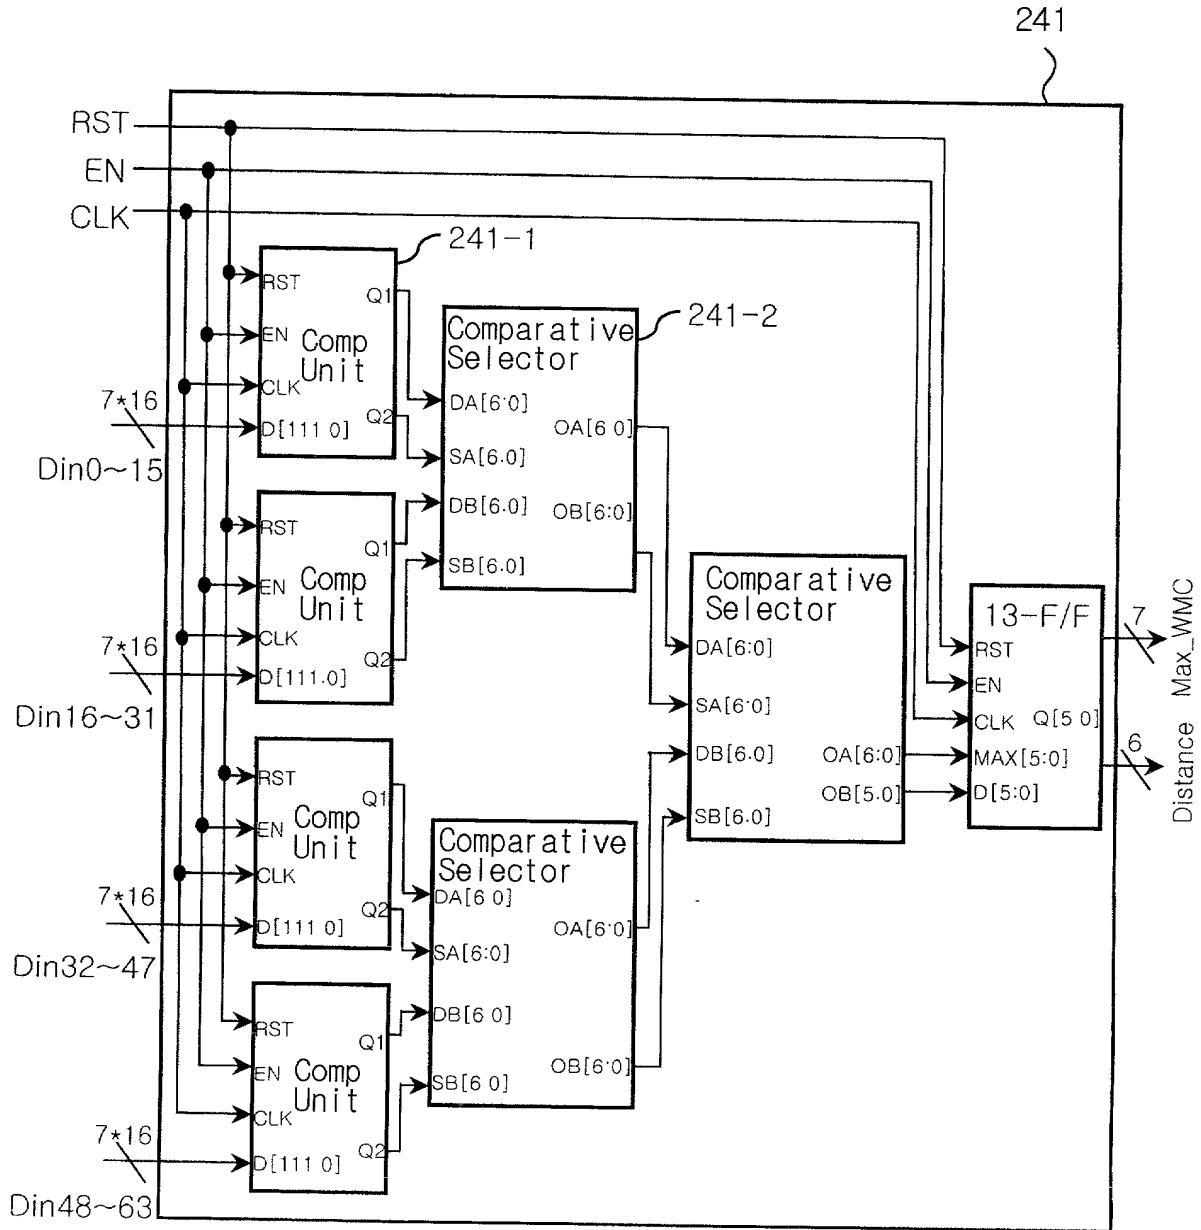 241
RST
EN
CLK
241-1
RST
EN
CLK
D[111 0]
Comp
Unit
Q1
Q2
7*16
Din0~15
241-2
Comparative
Selector
DA[6:0]
SA[6.0]
DB[6.0]
SB[6.0]
OA[6 0]
OB[6:0]
RST
EN
CLK
D[111.0]
Comp
Unit
Q1
Q2
7*16
Din16~31
Comparative
Selector
DA[6:0]
SA[6:0]
DB[6.0]
SB[6.0]
OA[6:0]
OB[5.0]
13-F/F
RST
EN
CLK
MAX[5:0]
D[5:0]
Q[5 0]
7
6
Max_WMC
Distance
RST
EN
CLK
D[111 0]
Comp
Unit
Q1
Q2
7*16
Din32~47
Comparative
Selector
DA[6 0]
SA[6:0]
DB[6 0]
SB[6 0]
OA[6:0]
OB[6:0]
RST
EN
CLK
D[111 0]
Comp
Unit
Q1
Q2
7*16
Din48~63